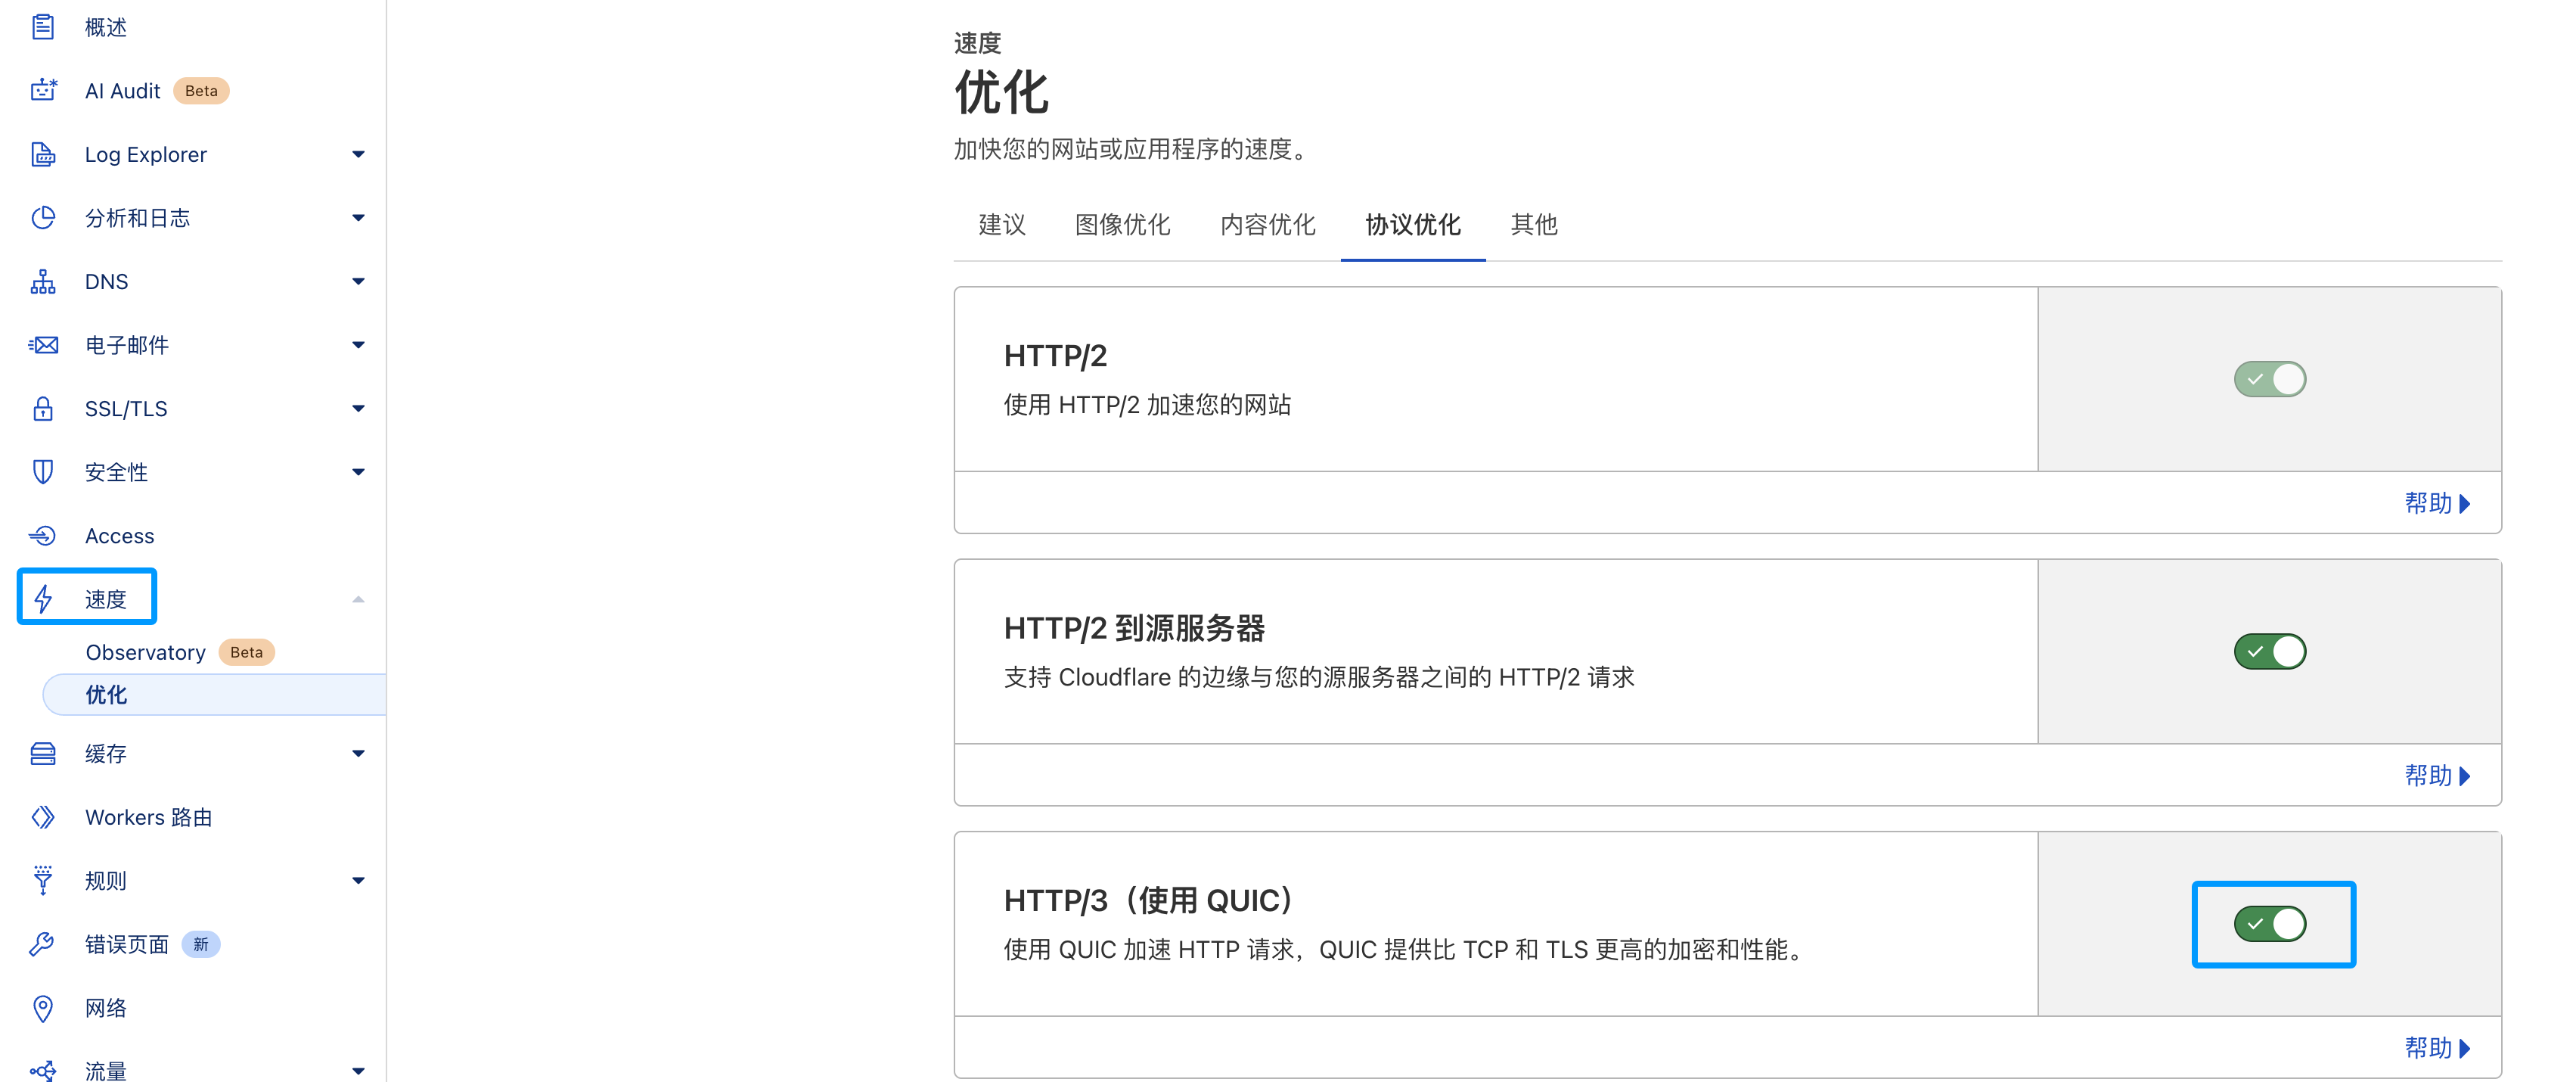 概述
AI Audit Beta
Log Explorer
分析和日志
DNS
电子邮件
SSL/TLS
安全性
Access
速度
Observatory Beta
优化
缓存
Workers 路由
规则
错误页面 新
网络
流量
速度
优化
加快您的网站或应用程序的速度。
建议 图像优化 内容优化 协议优化 其他
HTTP/2
使用 HTTP/2 加速您的网站
帮助
HTTP/2 到源服务器
支持 Cloudflare 的边缘与您的源服务器之间的 HTTP/2 请求
帮助
HTTP/3（使用 QUIC）
使用 QUIC 加速 HTTP 请求，QUIC 提供比 TCP 和 TLS 更高的加密和性能。
帮助